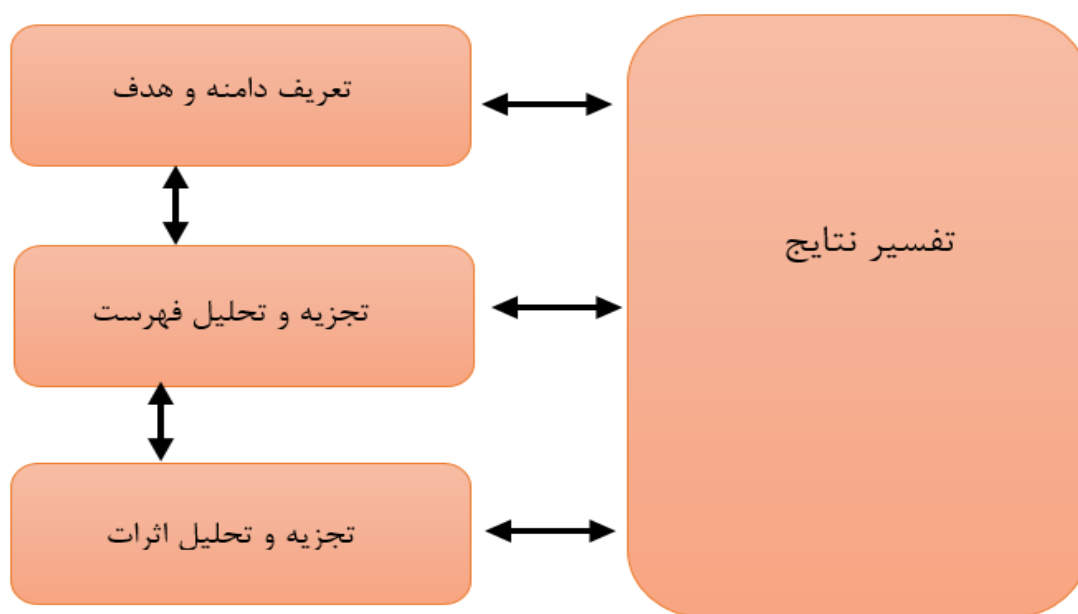 تعریف دامنه و هدف
تفسیر نتایج
تجزیه و تحلیل فهرست
تجزیه و تحلیل اثرات